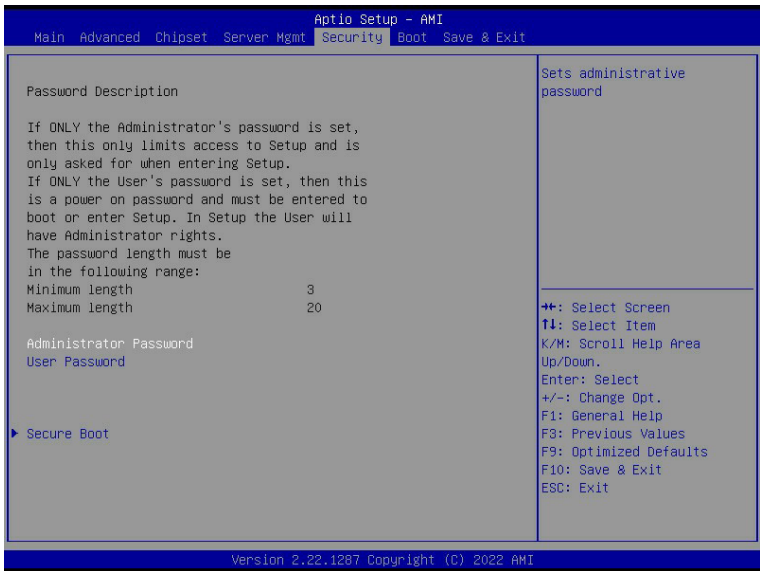 Aptio Setup – AMI
Main Advanced Chipset Server Mgmt Security Boot Save & Exit
Password Description
If ONLY the Administrator's password is set,
then this only limits access to Setup and is
only asked for when entering Setup.
If ONLY the User's password is set, then this
is a power on password and must be entered to
boot or enter Setup. In Setup the User will
have Administrator rights.
The password length must be
in the following range:
Minimum length 3
Maximum length 20
Administrator Password
User Password
▶ Secure Boot
Sets administrative
password
→←: Select Screen
↑↓: Select Item
K/M: Scroll Help Area
Up/Down.
Enter: Select
+/-: Change Opt.
F1: General Help
F3: Previous Values
F9: Optimized Defaults
F10: Save & Exit
ESC: Exit
Version 2.22.1287 Copyright (C) 2022 AMI